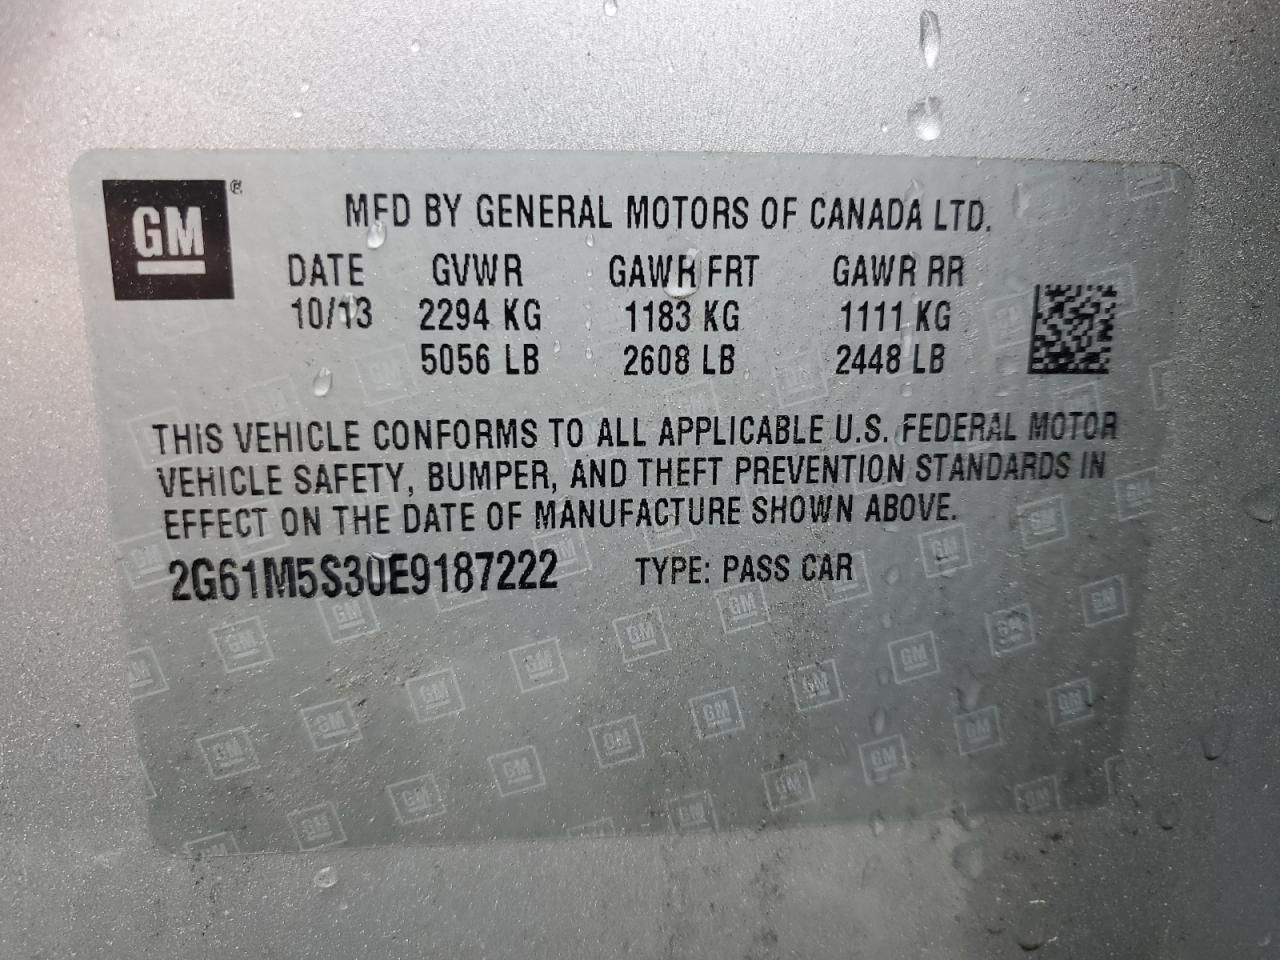 GM®
MFD BY GENERAL MOTORS OF CANADA LTD.
DATE GVWR GAWR FRT GAWR RR
10/13 2294 KG 1183 KG 1111 KG
5056 LB 2608 LB 2448 LB
THIS VEHICLE CONFORMS TO ALL APPLICABLE U.S. FEDERAL MOTOR
VEHICLE SAFETY, BUMPER, AND THEFT PREVENTION STANDARDS IN
EFFECT ON THE DATE OF MANUFACTURE SHOWN ABOVE.
2G61M5S30E9187222 TYPE: PASS CAR